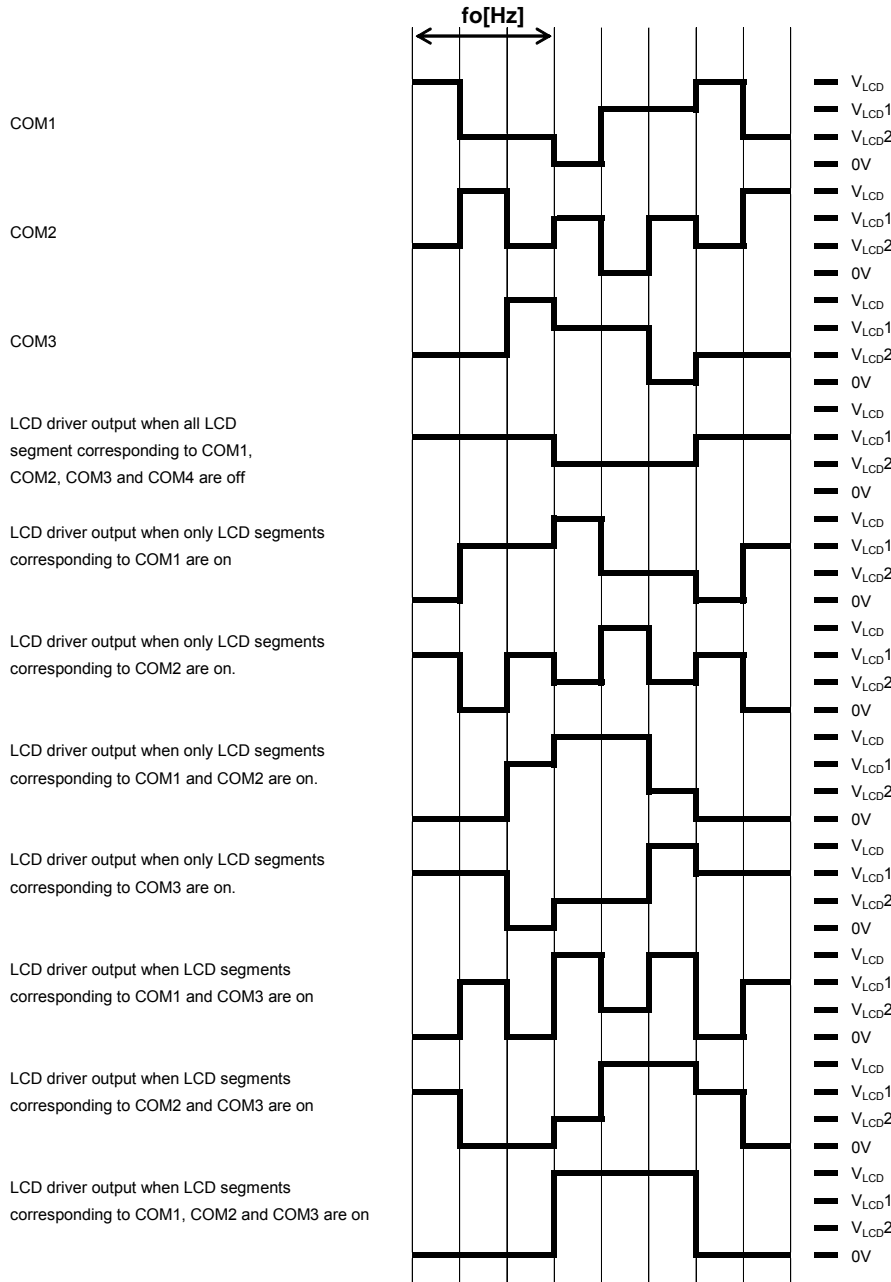 fo[Hz]
COM1
VLCD
VLCD1
VLCD2
0V
COM2
VLCD
VLCD1
VLCD2
0V
COM3
VLCD
VLCD1
VLCD2
0V
LCD driver output when all LCD
segment corresponding to COM1,
COM2, COM3 and COM4 are off
VLCD
VLCD1
VLCD2
0V
LCD driver output when only LCD segments
corresponding to COM1 are on
VLCD
VLCD1
VLCD2
0V
LCD driver output when only LCD segments
corresponding to COM2 are on.
VLCD
VLCD1
VLCD2
0V
LCD driver output when only LCD segments
corresponding to COM1 and COM2 are on.
VLCD
VLCD1
VLCD2
0V
LCD driver output when only LCD segments
corresponding to COM3 are on.
VLCD
VLCD1
VLCD2
0V
LCD driver output when LCD segments
corresponding to COM1 and COM3 are on
VLCD
VLCD1
VLCD2
0V
LCD driver output when LCD segments
corresponding to COM2 and COM3 are on
VLCD
VLCD1
VLCD2
0V
LCD driver output when LCD segments
corresponding to COM1, COM2 and COM3 are on
VLCD
VLCD1
VLCD2
0V